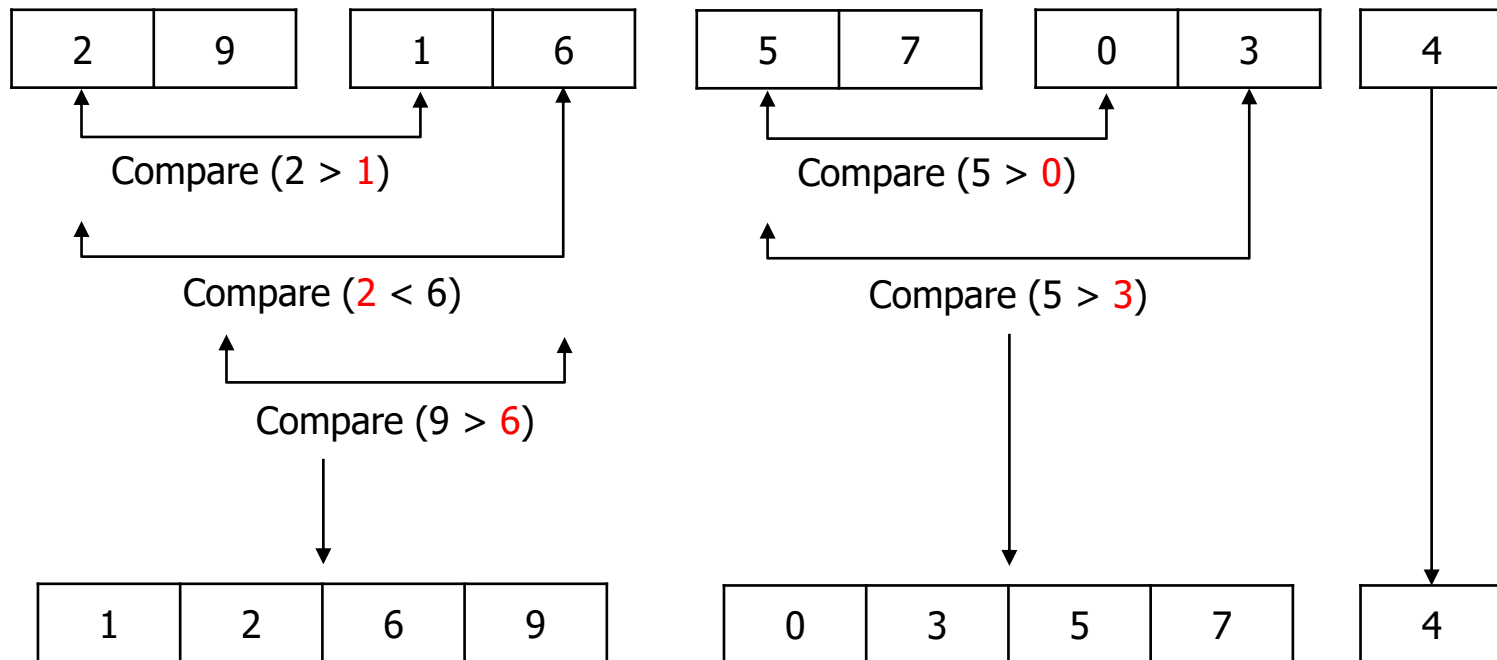 2 9 1 6 5 7 0 3 4
Compare (2 > 1) Compare (5 > 0)
Compare (2 < 6) Compare (5 > 3)
Compare (9 > 6)
1 2 6 9 0 3 5 7 4